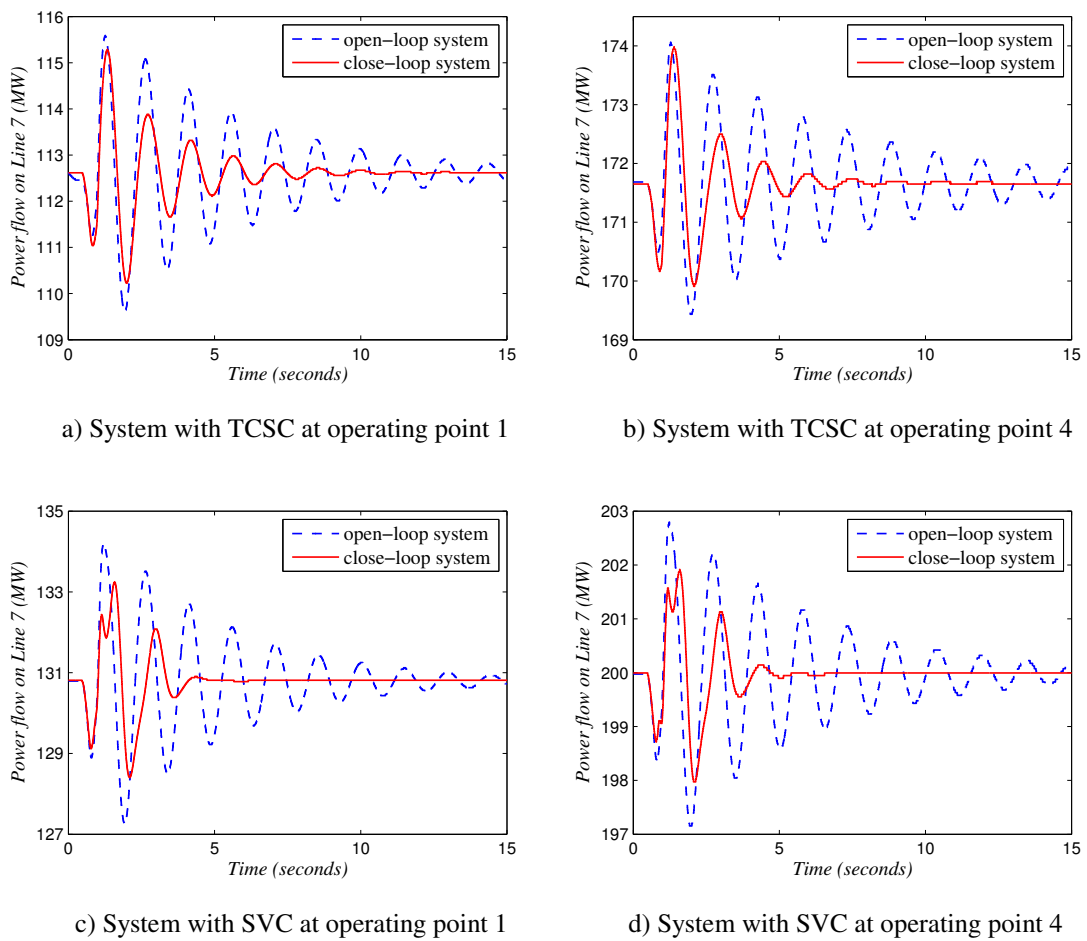 116
115
114
113
112
111
110
109
0
5
10
15
Power flow on Line 7 (MW)
Time (seconds)
open-loop system
close-loop system
a) System with TCSC at operating point 1
174
173
172
171
170
169
0
5
10
15
Power flow on Line 7 (MW)
Time (seconds)
open-loop system
close-loop system
b) System with TCSC at operating point 4
135
133
131
129
127
0
5
10
15
Power flow on Line 7 (MW)
Time (seconds)
open-loop system
close-loop system
c) System with SVC at operating point 1
203
202
201
200
199
198
197
0
5
10
15
Power flow on Line 7 (MW)
Time (seconds)
open-loop system
close-loop system
d) System with SVC at operating point 4